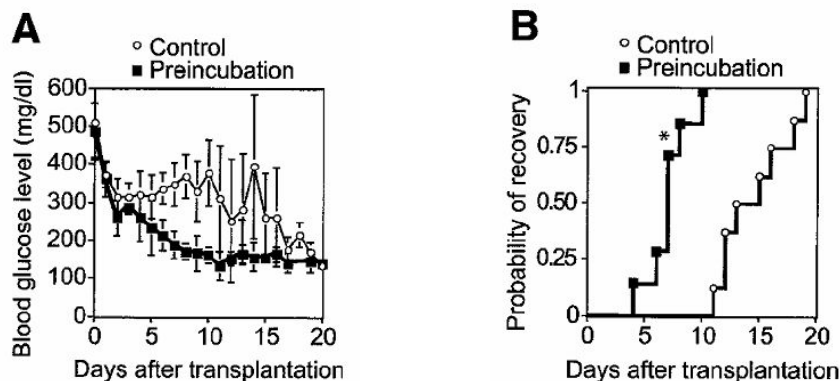 A
Control
Preincubation
Blood glucose level (mg/dl)
600
500
400
300
200
100
0
0 5 10 15 20
Days after transplantation
B
Control
Preincubation
Probability of recovery
1
0.75
0.50
0.25
0
*
0 5 10 15 20
Days after transplantation